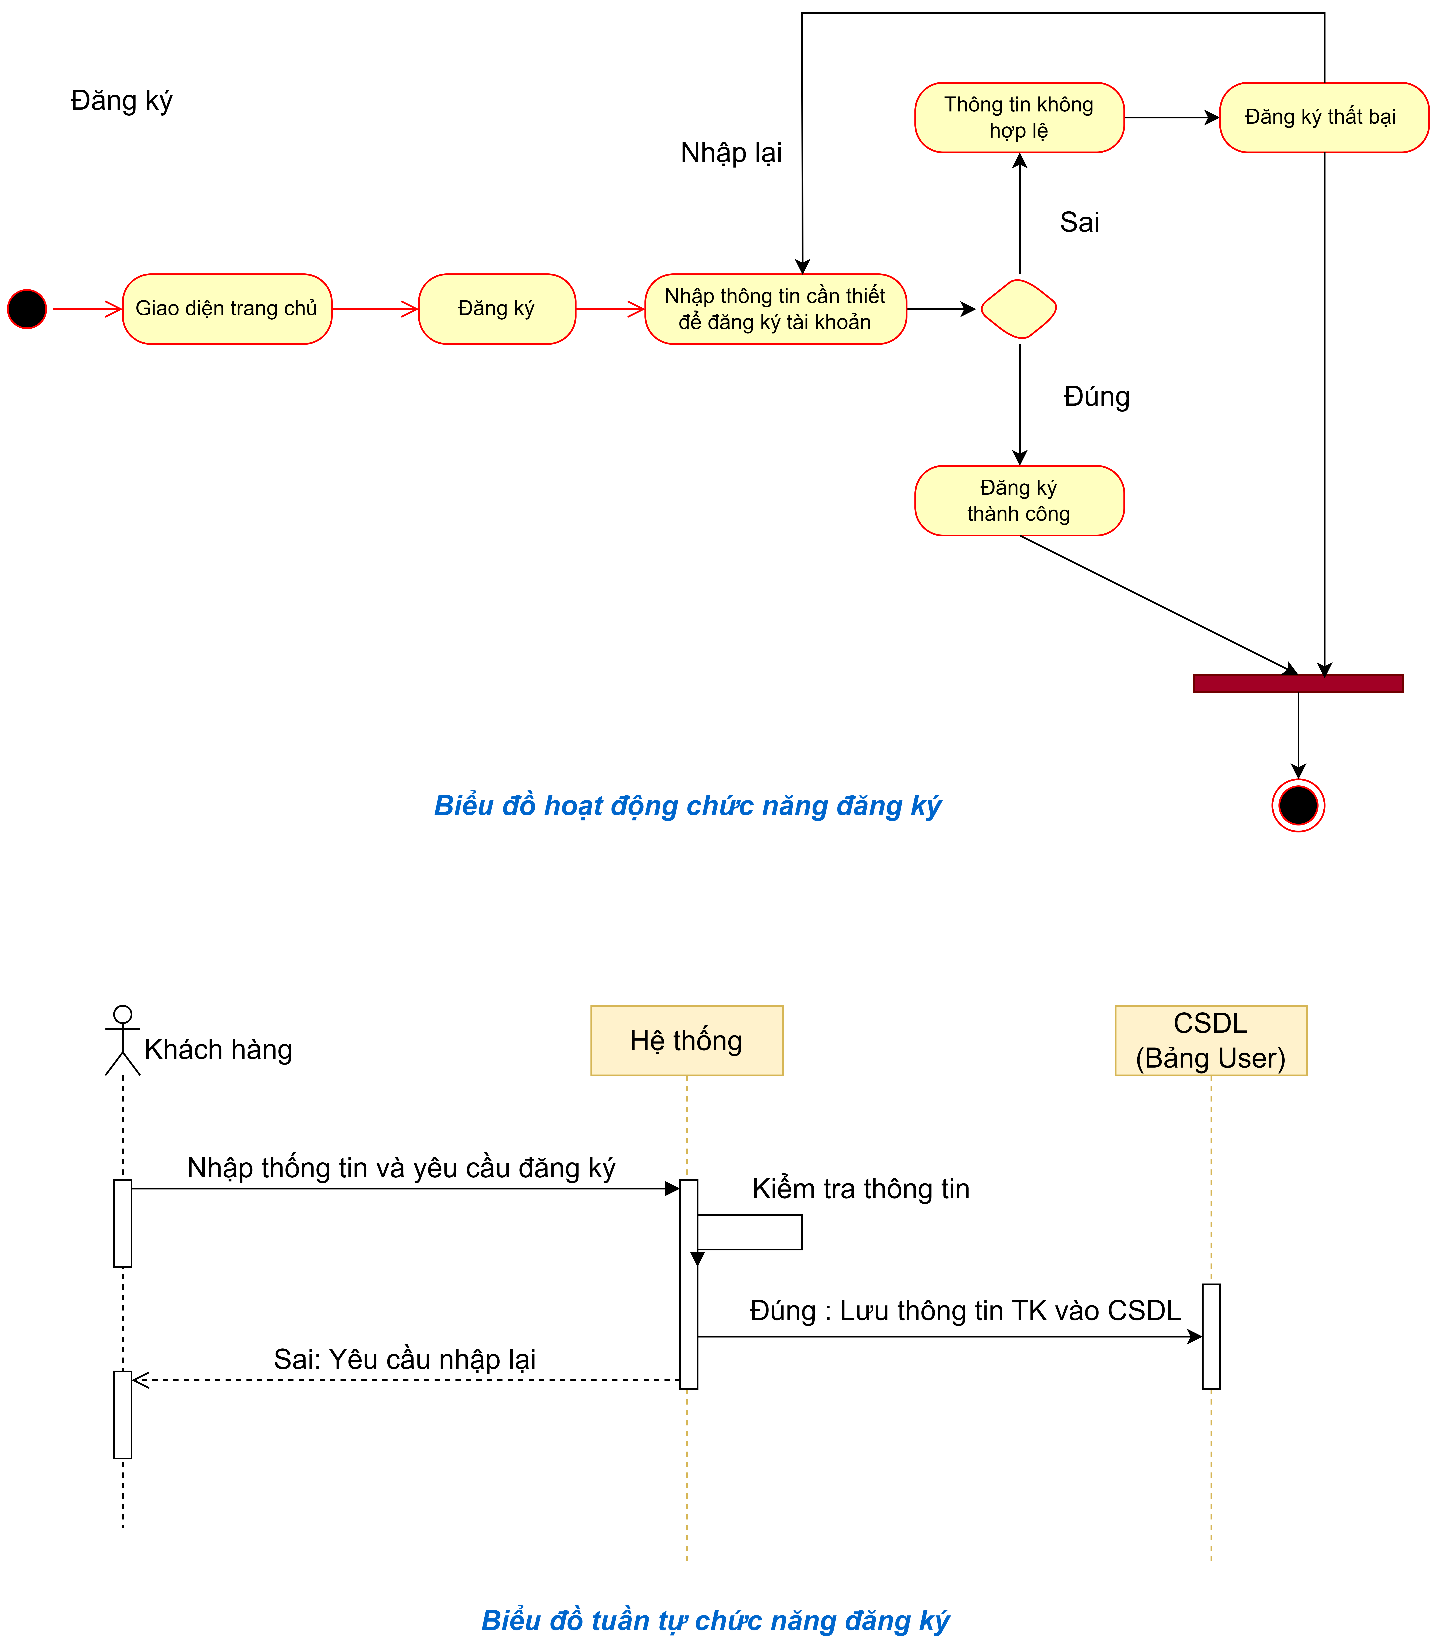 Đăng ký
Thông tin không
hợp lệ
Đăng ký thất bại
Nhập lại
Sai
Giao diện trang chủ
Đăng ký
Nhập thông tin cần thiết
để đăng ký tài khoản
Đúng
Đăng ký
thành công
Biểu đồ hoạt động chức năng đăng ký
Khách hàng
Hệ thống
CSDL
(Bảng User)
Nhập thống tin và yêu cầu đăng ký
Kiểm tra thông tin
Đúng : Lưu thông tin TK vào CSDL
Sai: Yêu cầu nhập lại
Biểu đồ tuần tự chức năng đăng ký